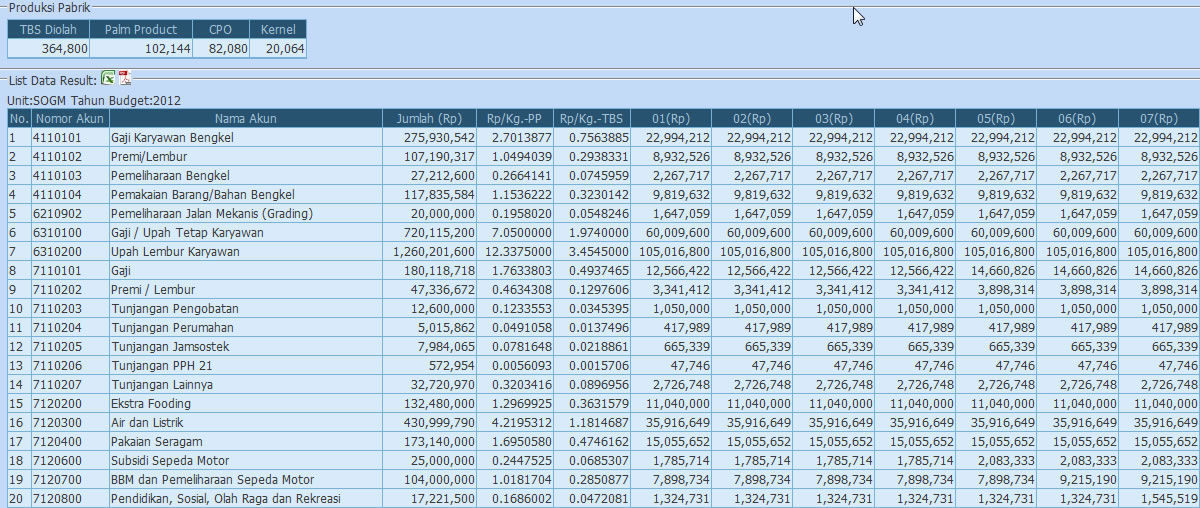 Produksi Pabrik
TBS Diolah Palm Product CPO Kernel
364,800 102,144 82,080 20,064
List Data Result:
Unit:SOGM Tahun Budget:2012
No. Nomor Akun Nama Akun Jumlah (Rp) Rp/Kg.-PP Rp/Kg.-TBS 01(Rp) 02(Rp) 03(Rp) 04(Rp) 05(Rp) 06(Rp) 07(Rp)
1 4110101 Gaji Karyawan Bengkel 275,930,542 2.7013877 0.7563885 22,994,212 22,994,212 22,994,212 22,994,212 22,994,212 22,994,212 22,994,212
2 4110102 Premi/Lembur 107,190,317 1.0494039 0.2938331 8,932,526 8,932,526 8,932,526 8,932,526 8,932,526 8,932,526 8,932,526
3 4110103 Pemeliharaan Bengkel 27,212,600 0.2664141 0.0745959 2,267,717 2,267,717 2,267,717 2,267,717 2,267,717 2,267,717 2,267,717
4 4110104 Pemakaian Barang/Bahan Bengkel 117,835,584 1.1536222 0.3230142 9,819,632 9,819,632 9,819,632 9,819,632 9,819,632 9,819,632 9,819,632
5 6210902 Pemeliharaan Jalan Mekanis (Grading) 20,000,000 0.1958020 0.0548246 1,647,059 1,647,059 1,647,059 1,647,059 1,647,059 1,647,059 1,647,059
6 6310100 Gaji / Upah Tetap Karyawan 720,115,200 7.0500000 1.9740000 60,009,600 60,009,600 60,009,600 60,009,600 60,009,600 60,009,600 60,009,600
7 6310200 Upah Lembur Karyawan 1,260,201,600 12.3375000 3.4545000 105,016,800 105,016,800 105,016,800 105,016,800 105,016,800 105,016,800 105,016,800
8 7110101 Gaji 180,118,718 1.7633803 0.4937465 12,566,422 12,566,422 12,566,422 12,566,422 14,660,826 14,660,826 14,660,826
9 7110202 Premi / Lembur 47,336,672 0.4634308 0.1297606 3,341,412 3,341,412 3,341,412 3,341,412 3,898,314 3,898,314 3,898,314
10 7110203 Tunjangan Pengobatan 12,600,000 0.1233553 0.0345395 1,050,000 1,050,000 1,050,000 1,050,000 1,050,000 1,050,000 1,050,000
11 7110204 Tunjangan Perumahan 5,015,862 0.0491058 0.0137496 417,989 417,989 417,989 417,989 417,989 417,989 417,989
12 7110205 Tunjangan Jamsostek 7,984,065 0.0781648 0.0218861 665,339 665,339 665,339 665,339 665,339 665,339 665,339
13 7110206 Tunjangan PPH 21 572,954 0.0056093 0.0015706 47,746 47,746 47,746 47,746 47,746 47,746 47,746
14 7110207 Tunjangan Lainnya 32,720,970 0.3203416 0.0896956 2,726,748 2,726,748 2,726,748 2,726,748 2,726,748 2,726,748 2,726,748
15 7120200 Ekstra Fooding 132,480,000 1.2969925 0.3631579 11,040,000 11,040,000 11,040,000 11,040,000 11,040,000 11,040,000 11,040,000
16 7120300 Air dan Listrik 430,999,790 4.2195312 1.1814687 35,916,649 35,916,649 35,916,649 35,916,649 35,916,649 35,916,649 35,916,649
17 7120400 Pakaian Seragam 173,140,000 1.6950580 0.4746162 15,055,652 15,055,652 15,055,652 15,055,652 15,055,652 15,055,652 15,055,652
18 7120600 Subsidi Sepeda Motor 25,000,000 0.2447525 0.0685307 1,785,714 1,785,714 1,785,714 1,785,714 2,083,333 2,083,333 2,083,333
19 7120700 BBM dan Pemeliharaan Sepeda Motor 104,000,000 1.0181704 0.2850877 7,898,734 7,898,734 7,898,734 7,898,734 7,898,734 9,215,190 9,215,190
20 7120800 Pendidikan, Sosial, Olah Raga dan Rekreasi 17,221,500 0.1686002 0.0472081 1,324,731 1,324,731 1,324,731 1,324,731 1,324,731 1,324,731 1,545,519